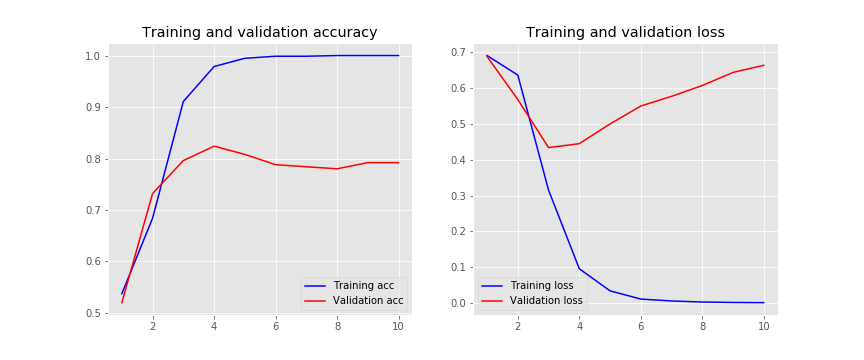 Training and validation accuracy
1.0
0.9
0.8
0.7
0.6
0.5
2 4 6 8 10
Training acc
Validation acc
Training and validation loss
0.7
0.6
0.5
0.4
0.3
0.2
0.1
0.0
2 4 6 8 10
Training loss
Validation loss